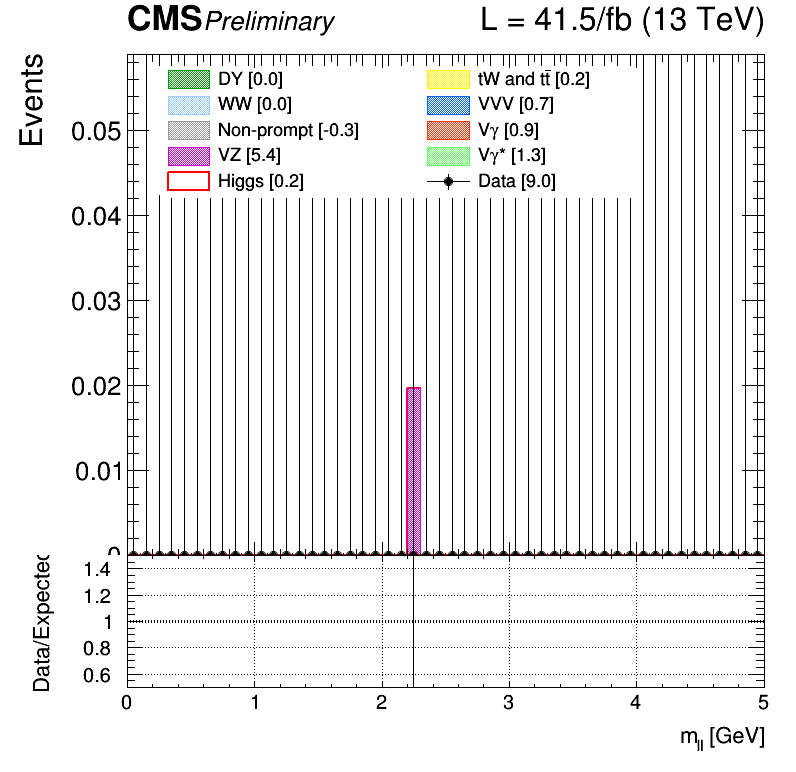 CMS Preliminary L = 41.5/fb (13 TeV)
Events
DY [0.0] tW and tt̄ [0.2]
WW [0.0] VVV [0.7]
Non-prompt [-0.3] Vγ [0.9]
VZ [5.4] Vγ* [1.3]
Higgs [0.2] Data [9.0]
0.05
0.04
0.03
0.02
0.01
0
Data/Expected
1.4
1.2
1
0.8
0.6
0 1 2 3 4 5
m_ll [GeV]